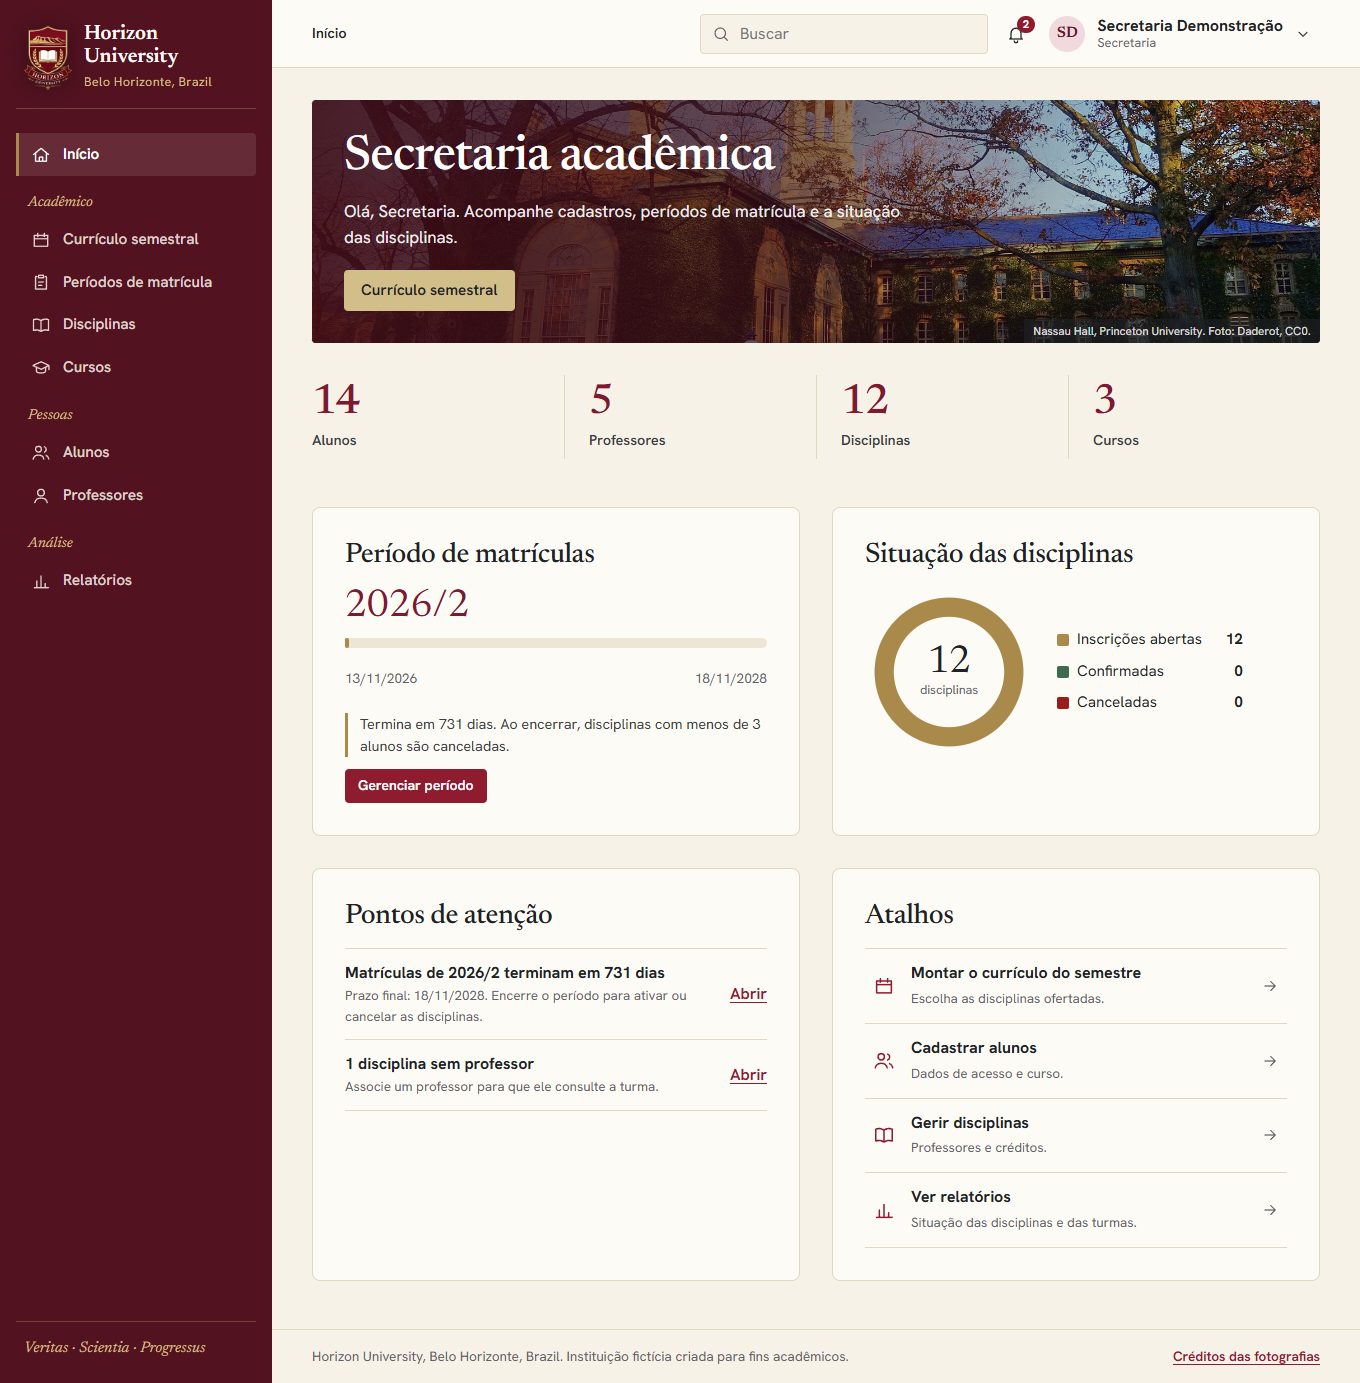 Horizon
University
Belo Horizonte, Brazil
Início
Acadêmico
Currículo semestral
Períodos de matrícula
Disciplinas
Cursos
Pessoas
Alunos
Professores
Análise
Relatórios
Veritas · Scientia · Progressus
Início
Buscar
2
SD
Secretaria Demonstração
Secretaria
Secretaria acadêmica
Olá, Secretaria. Acompanhe cadastros, períodos de matrícula e a situação
das disciplinas.
Currículo semestral
Nassau Hall, Princeton University. Foto: Daderot, CC0.
14
Alunos
5
Professores
12
Disciplinas
3
Cursos
Período de matrículas
2026/2
13/11/2026
18/11/2028
Termina em 731 dias. Ao encerrar, disciplinas com menos de 3
alunos são canceladas.
Gerenciar período
Situação das disciplinas
12
disciplinas
Inscrições abertas 12
Confirmadas 0
Canceladas 0
Pontos de atenção
Matrículas de 2026/2 terminam em 731 dias
Prazo final: 18/11/2028. Encerre o período para ativar ou
cancelar as disciplinas.
Abrir
1 disciplina sem professor
Associe um professor para que ele consulte a turma.
Abrir
Atalhos
Montar o currículo do semestre
Escolha as disciplinas ofertadas.
Cadastrar alunos
Dados de acesso e curso.
Gerir disciplinas
Professores e créditos.
Ver relatórios
Situação das disciplinas e das turmas.
Horizon University, Belo Horizonte, Brazil. Instituição fictícia criada para fins acadêmicos.
Créditos das fotografias